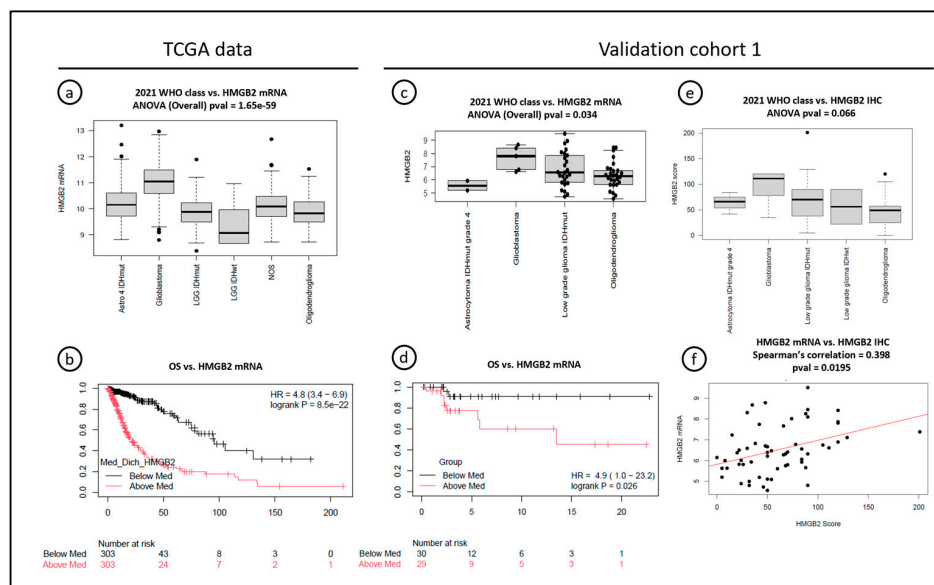 TCGA data
Validation cohort 1
a
2021 WHO class vs. HMGB2 mRNA
ANOVA (Overall) pval = 1.65e-59
HMGB2 mRNA
13
12
11
10
9
Astro 4 IDHmut
Glioblastoma
LGG IDHmut
LGG IDHwt
NOS
Oligodendroglioma
c
2021 WHO class vs. HMGB2 mRNA
ANOVA (Overall) pval = 0.034
HMGB2
9
8
7
6
5
Astrocytoma IDHmut grade 4
Glioblastoma
Low grade glioma IDHmut
Oligodendroglioma
e
2021 WHO class vs. HMGB2 IHC
ANOVA pval = 0.066
HMGB2 score
200
150
100
50
0
Astrocytoma IDHmut grade 4
Glioblastoma
Low grade glioma IDHmut
Low grade glioma IDHwt
Oligodendroglioma
b
OS vs. HMGB2 mRNA
1.0
0.8
0.6
0.4
0.2
0.0
HR = 4.8 (3.4 – 6.9)
logrank P = 8.5e−22
Med_Dich_HMGB2
Below Med
Above Med
0 50 100 150 200
Number at risk
Below Med 303 43 8 3 0
Above Med 303 24 7 2 1
d
OS vs. HMGB2 mRNA
1.0
0.8
0.6
0.4
0.2
0.0
Group
Below Med
Above Med
HR = 4.9 ( 1.0 – 23.2)
logrank P = 0.026
0 5 10 15 20
Number at risk
Below Med 30 12 6 3 1
Above Med 29 9 5 3 1
f
HMGB2 mRNA vs. HMGB2 IHC
Spearman's correlation = 0.398
pval = 0.0195
HMGB2 mRNA
9
8
7
6
5
0 50 100 150 200
HMGB2 Score